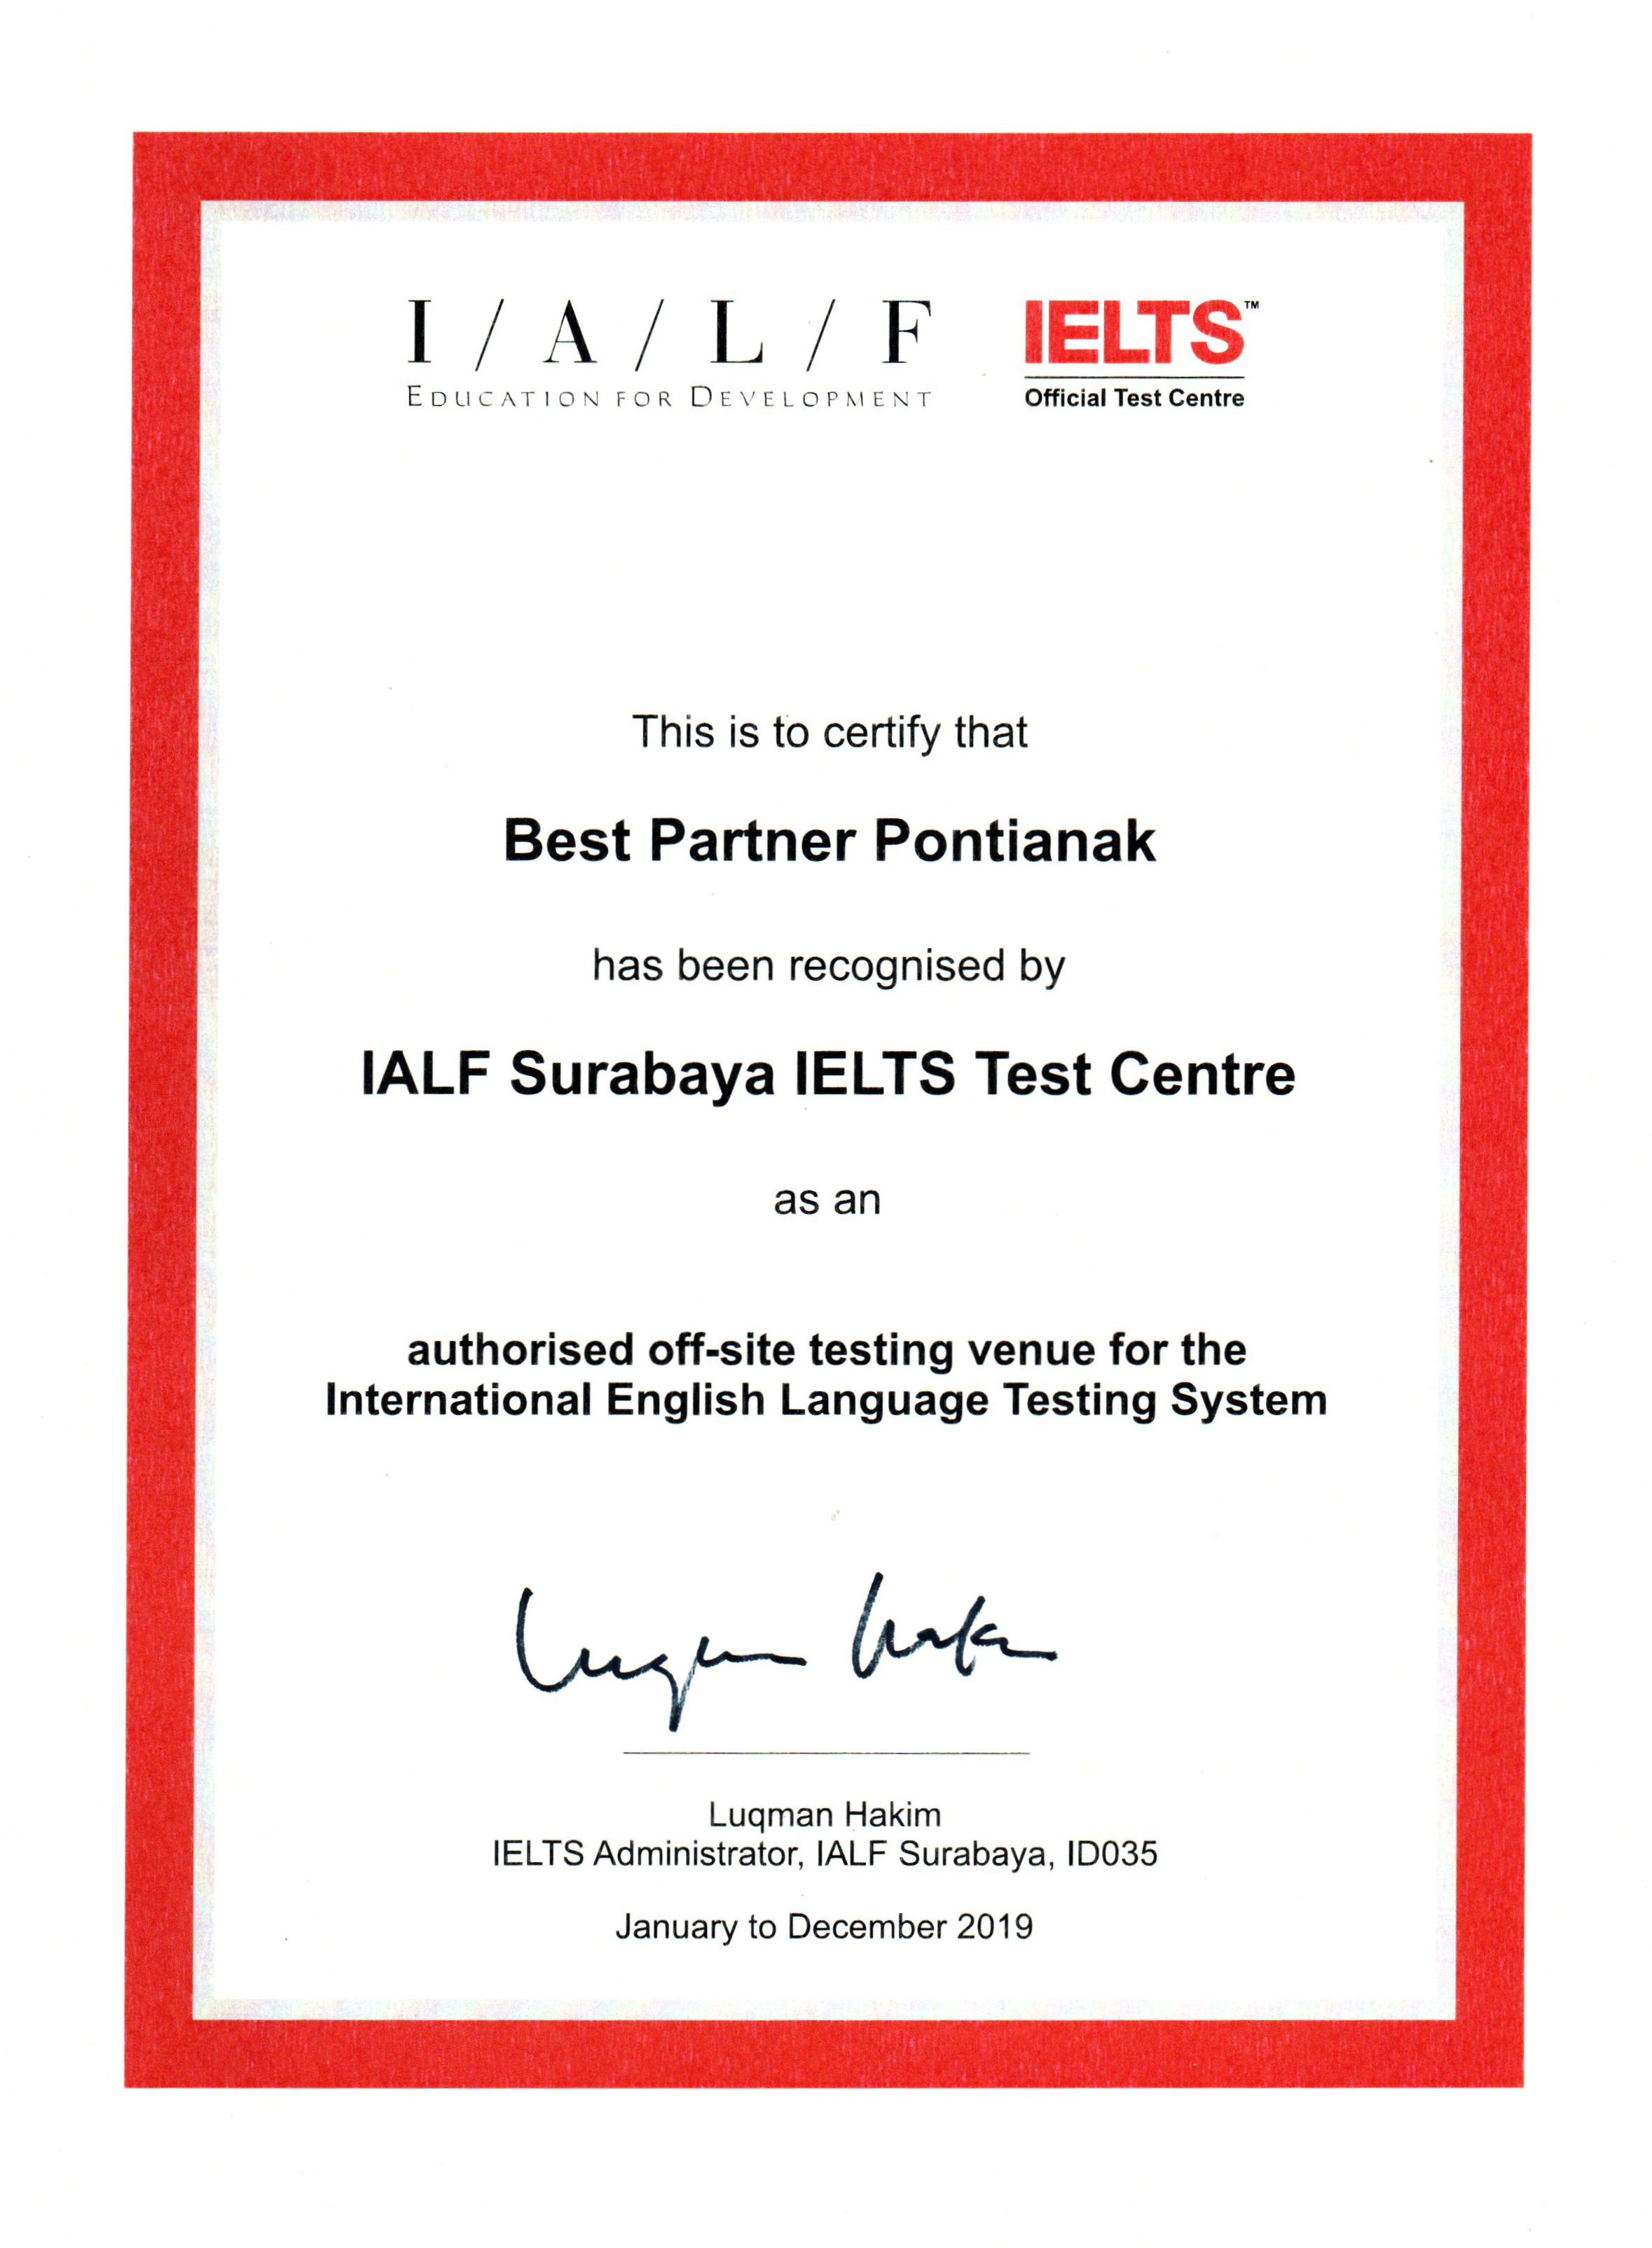 I / A / L / F
EDUCATION FOR DEVELOPMENT
IELTS™
Official Test Centre
This is to certify that
Best Partner Pontianak
has been recognised by
IALF Surabaya IELTS Test Centre
as an
authorised off-site testing venue for the
International English Language Testing System
Luqman Hakim
Luqman Hakim
IELTS Administrator, IALF Surabaya, ID035
January to December 2019